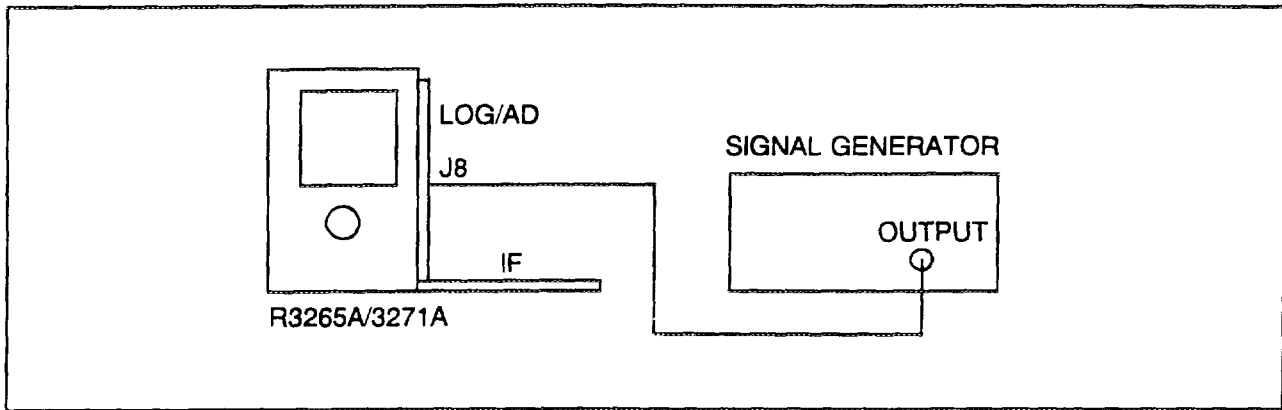 LOG/AD
J8
IF
R3265A/3271A
SIGNAL GENERATOR
OUTPUT